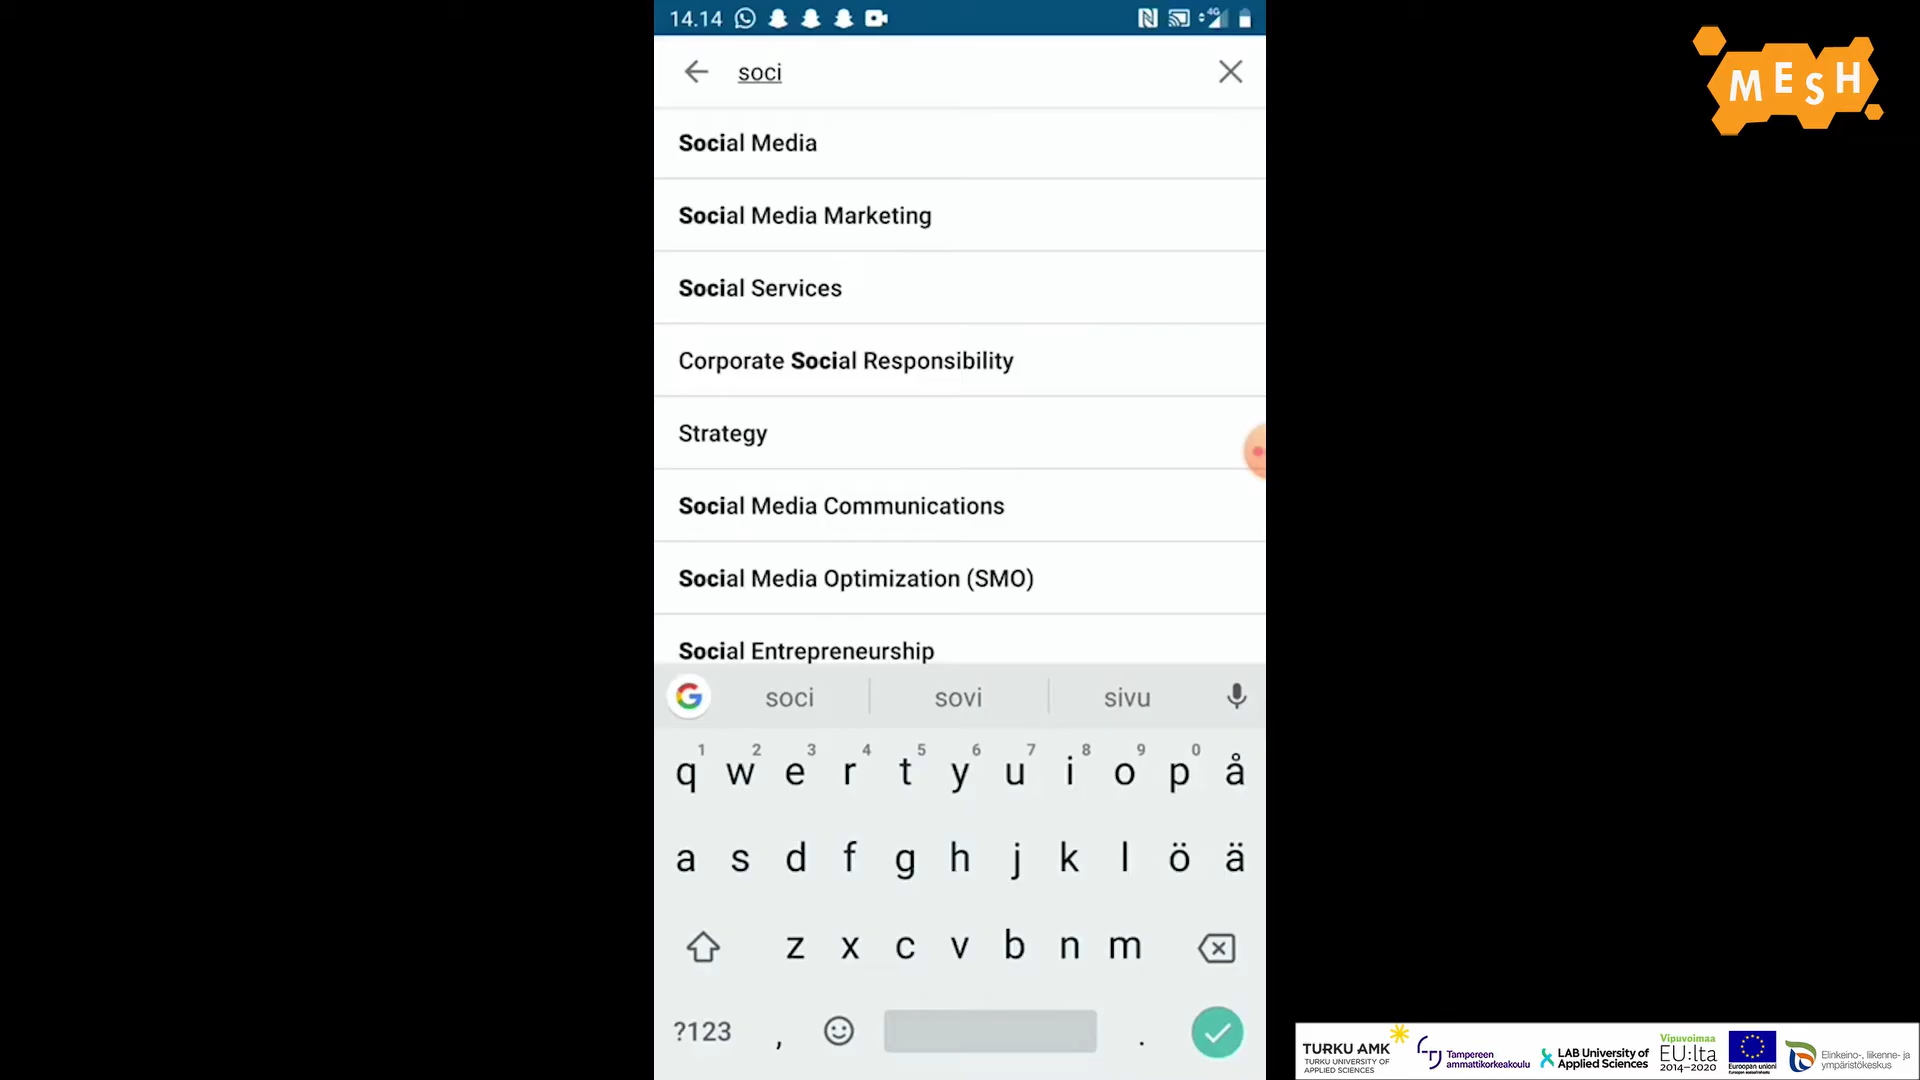 14.14
4G
soci
Social Media
Social Media Marketing
Social Services
Corporate Social Responsibility
Strategy
Social Media Communications
Social Media Optimization (SMO)
Social Entrepreneurship
soci sovi sivu
1 2 3 4 5 6 7 8 9 0
q w e r t y u i o p å
a s d f g h j k l ö ä
z x c v b n m
?123 , .
MESH
TURKU AMK
TURKU UNIVERSITY OF
APPLIED SCIENCES
Tampereen
ammattikorkeakoulu
LAB University of
Applied Sciences
Vipuvoimaa
EU:lta
2014–2020
Euroopan unioni
Euroopan sosiaalirahasto
Elinkeino-, liikenne- ja
ympäristökeskus